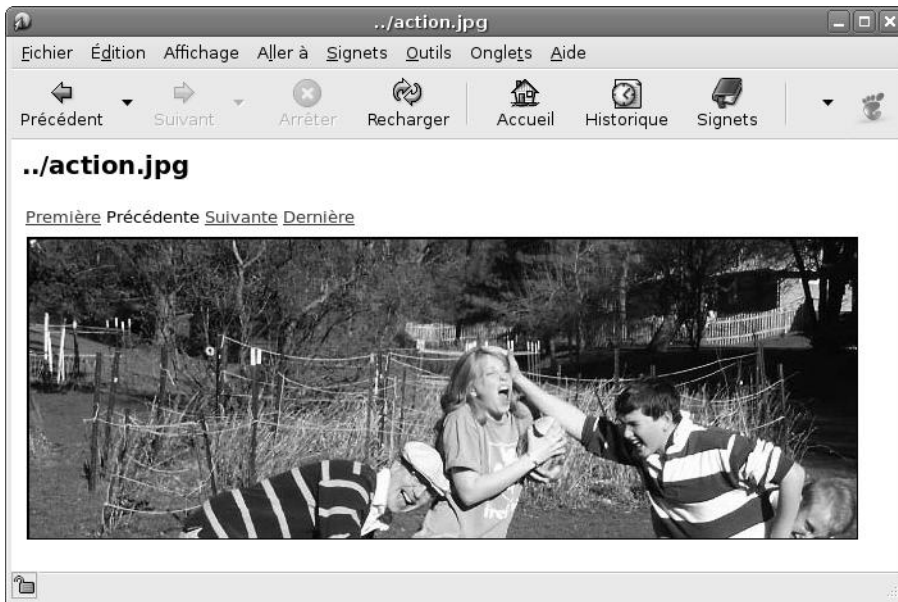 ../action.jpg
Fichier Édition Affichage Aller à Signets Outils Onglets Aide
Précédent Suivant Arrêter Recharger Accueil Historique Signets
../action.jpg
Première Précédente Suivante Dernière